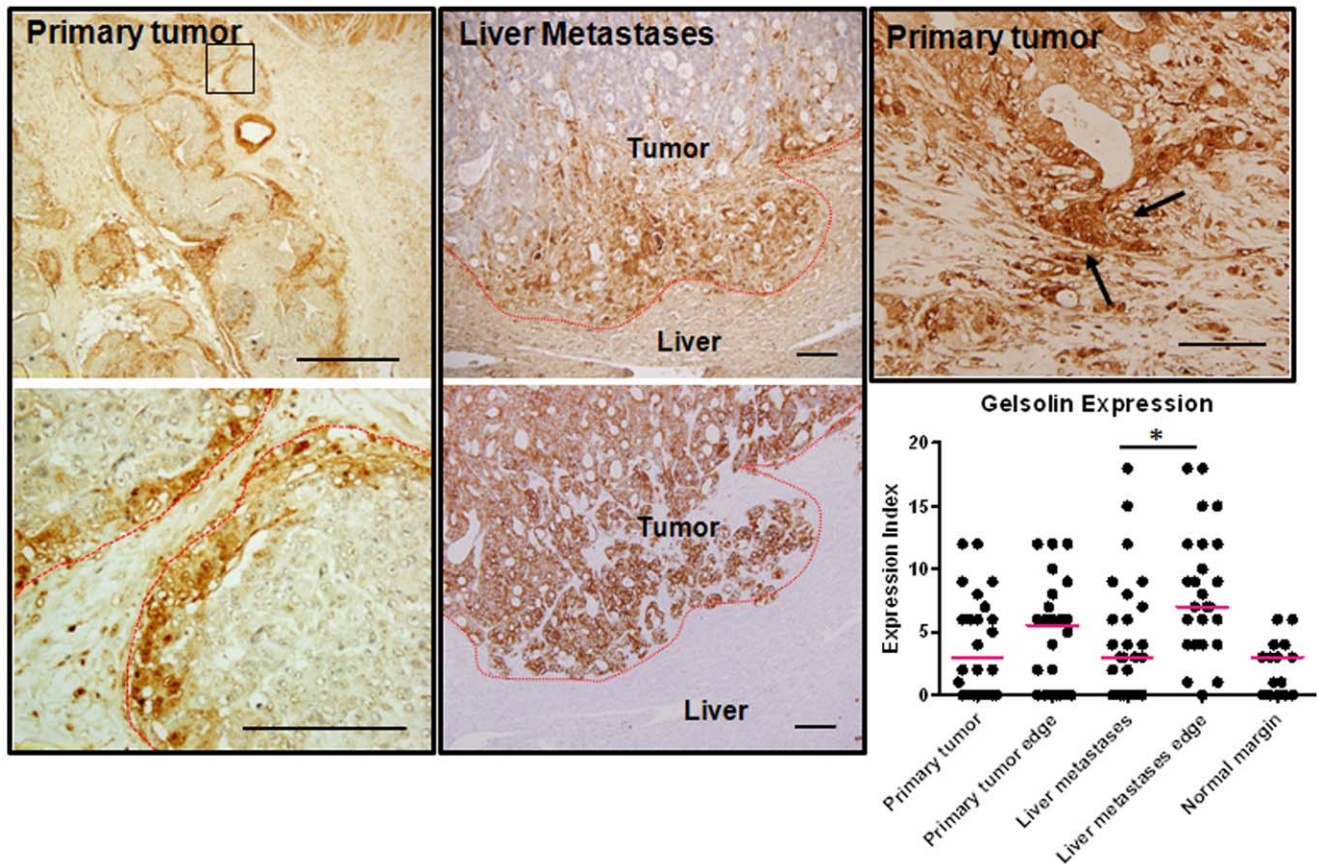 Primary tumor
Liver Metastases
Tumor
Liver
Tumor
Liver
Primary tumor
Gelsolin Expression
*
Expression Index
20
15
10
5
0
Primary tumor
Primary tumor edge
Liver metastases
Liver metastases edge
Normal margin